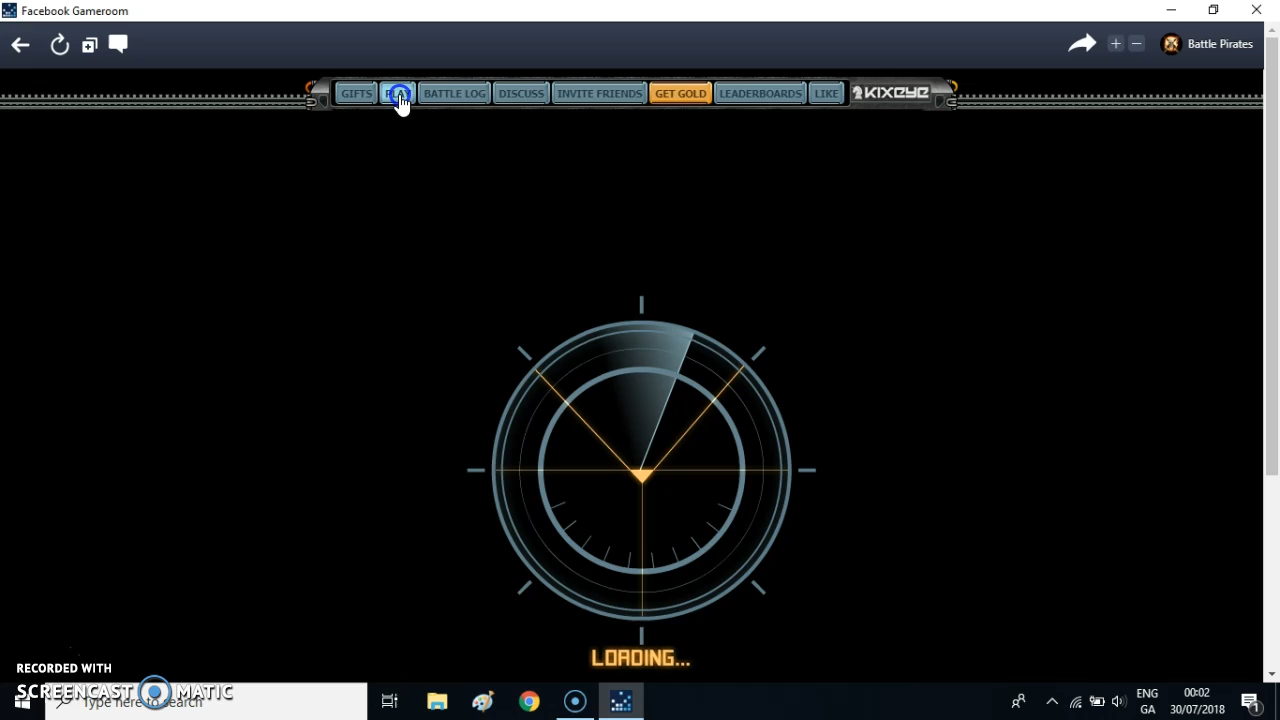 Facebook Gameroom
Battle Pirates
GIFTS
BATTLE LOG
DISCUSS
INVITE FRIENDS
GET GOLD
LEADERBOARDS
LIKE
KIXEYE
LOADING...
RECORDED WITH
SCREENCAST MATIC
Type here to search
ENG
GA
00:02
30/07/2018
1